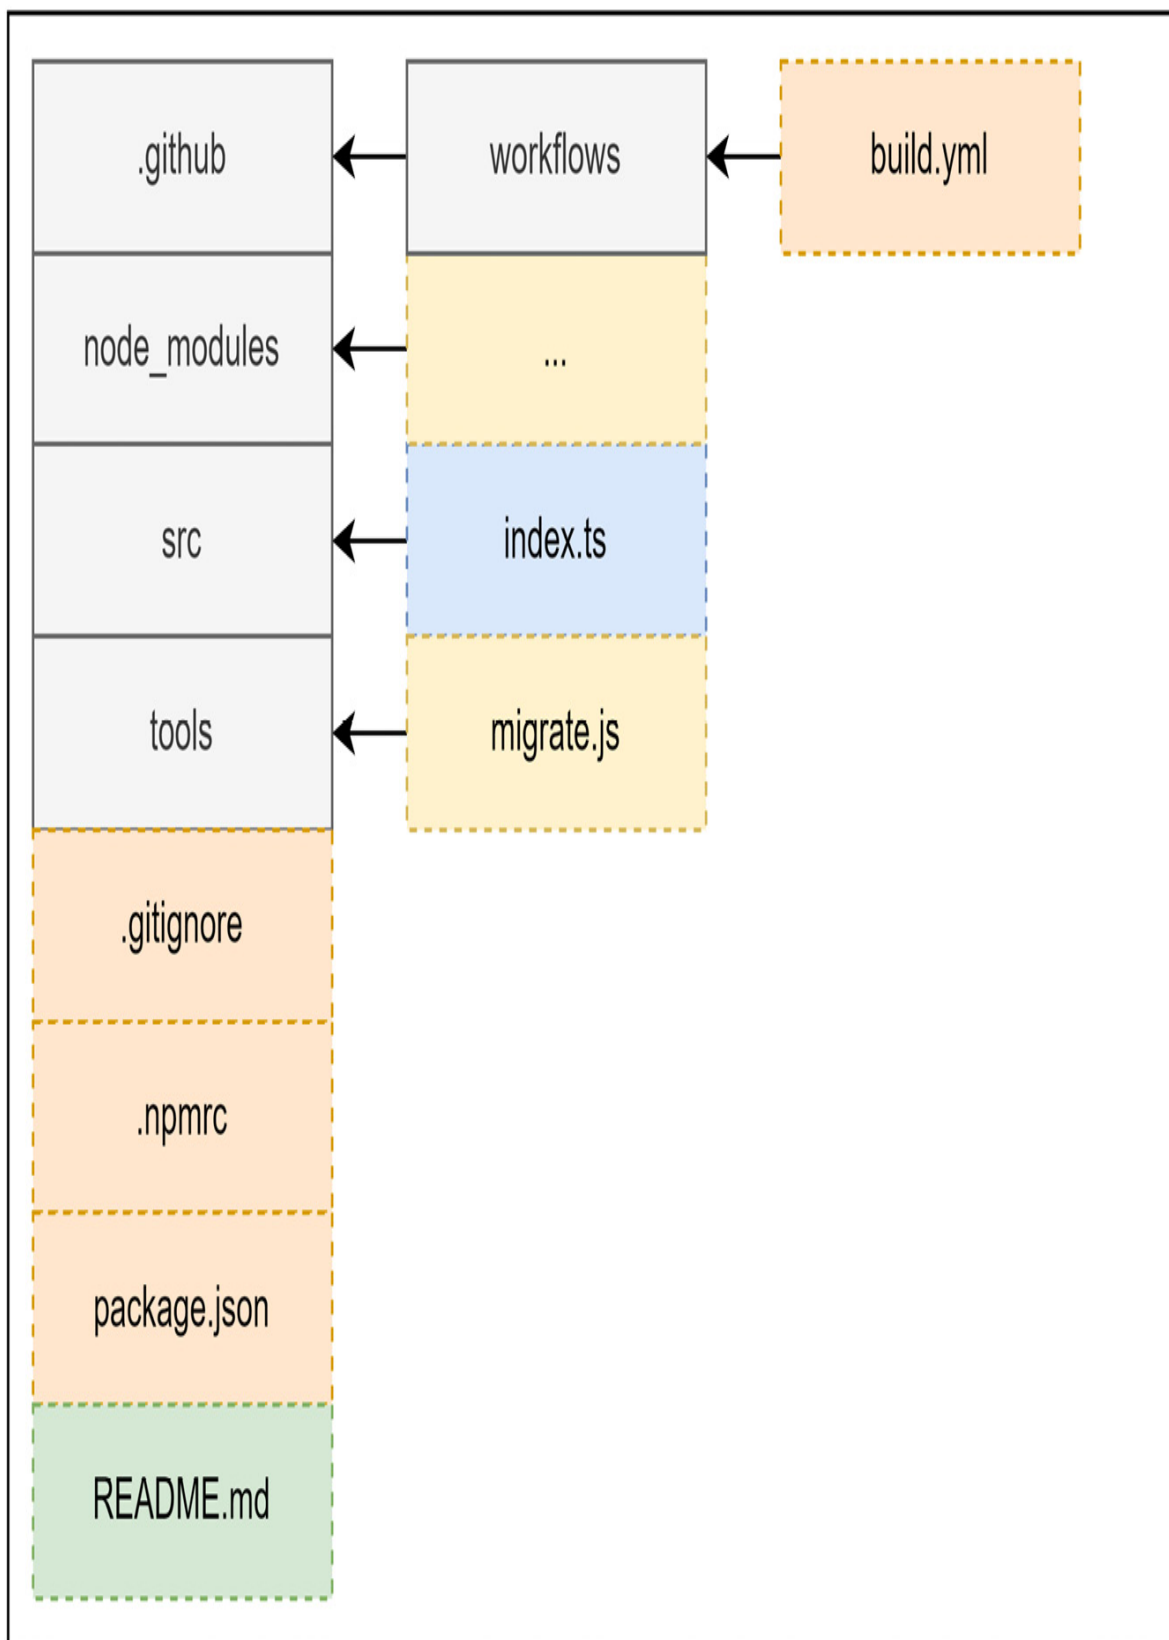 .github
workflows
build.yml
node_modules
...
src
index.ts
tools
migrate.js
.gitignore
.npmrc
package.json
README.md